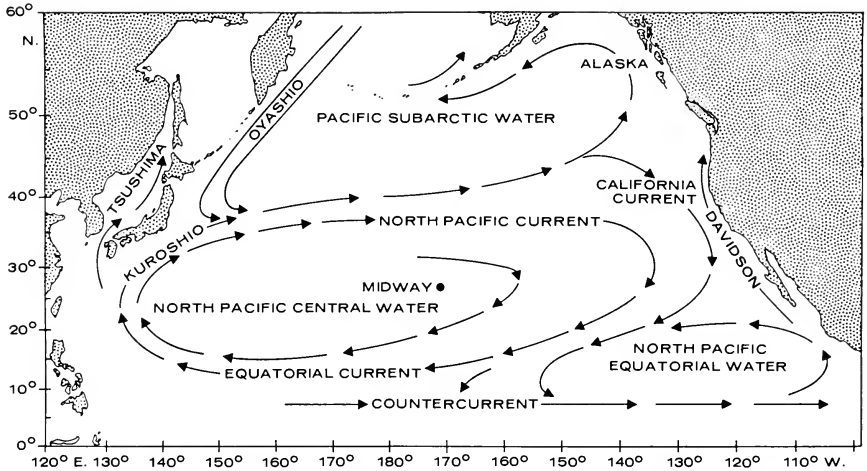 60°
N.
50°
40°
30°
20°
10°
0°
ALASKA
OYASHIO
PACIFIC SUBARCTIC WATER
TSUSHIMA
CALIFORNIA
CURRENT
KUROSHIO
NORTH PACIFIC CURRENT
DAVIDSON
MIDWAY
NORTH PACIFIC CENTRAL WATER
NORTH PACIFIC
EQUATORIAL WATER
EQUATORIAL CURRENT
COUNTERCURRENT
120° E. 130° 140° 150° 160° 170° 180° 170° 160° 150° 140° 130° 120° 110° W.